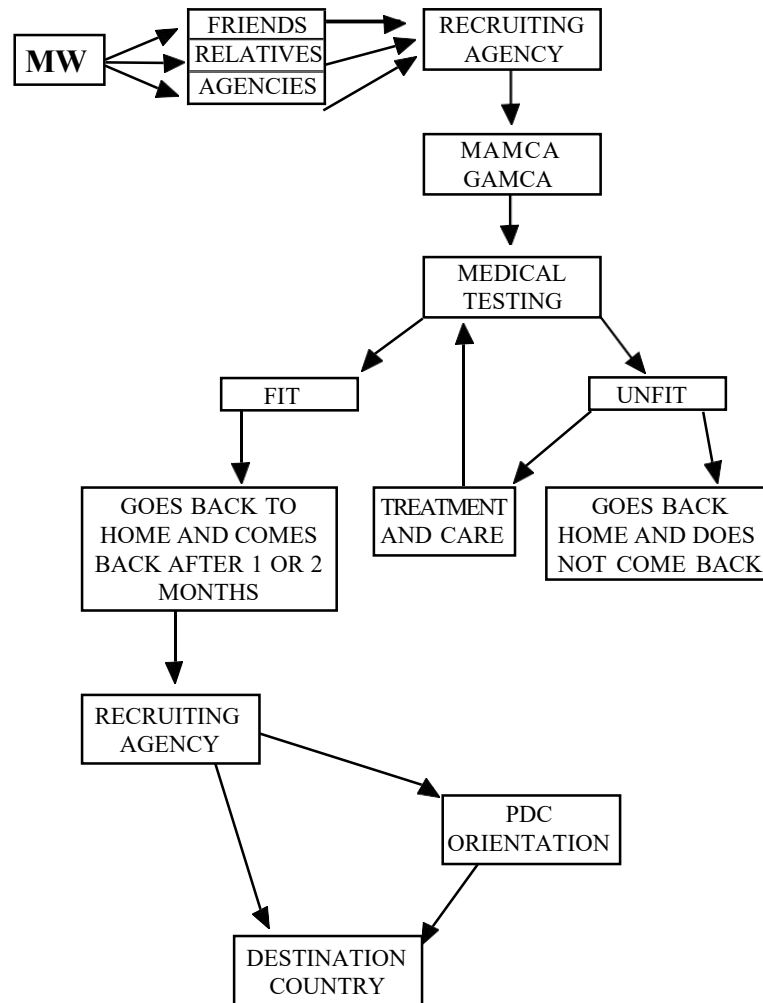 MW
FRIENDS
RELATIVES
AGENCIES
RECRUITING
AGENCY
MAMCA
GAMCA
MEDICAL
TESTING
FIT
UNFIT
GOES BACK TO
HOME AND COMES
BACK AFTER 1 OR 2
MONTHS
TREATMENT
AND CARE
GOES BACK
HOME AND DOES
NOT COME BACK
RECRUITING
AGENCY
PDC
ORIENTATION
DESTINATION
COUNTRY